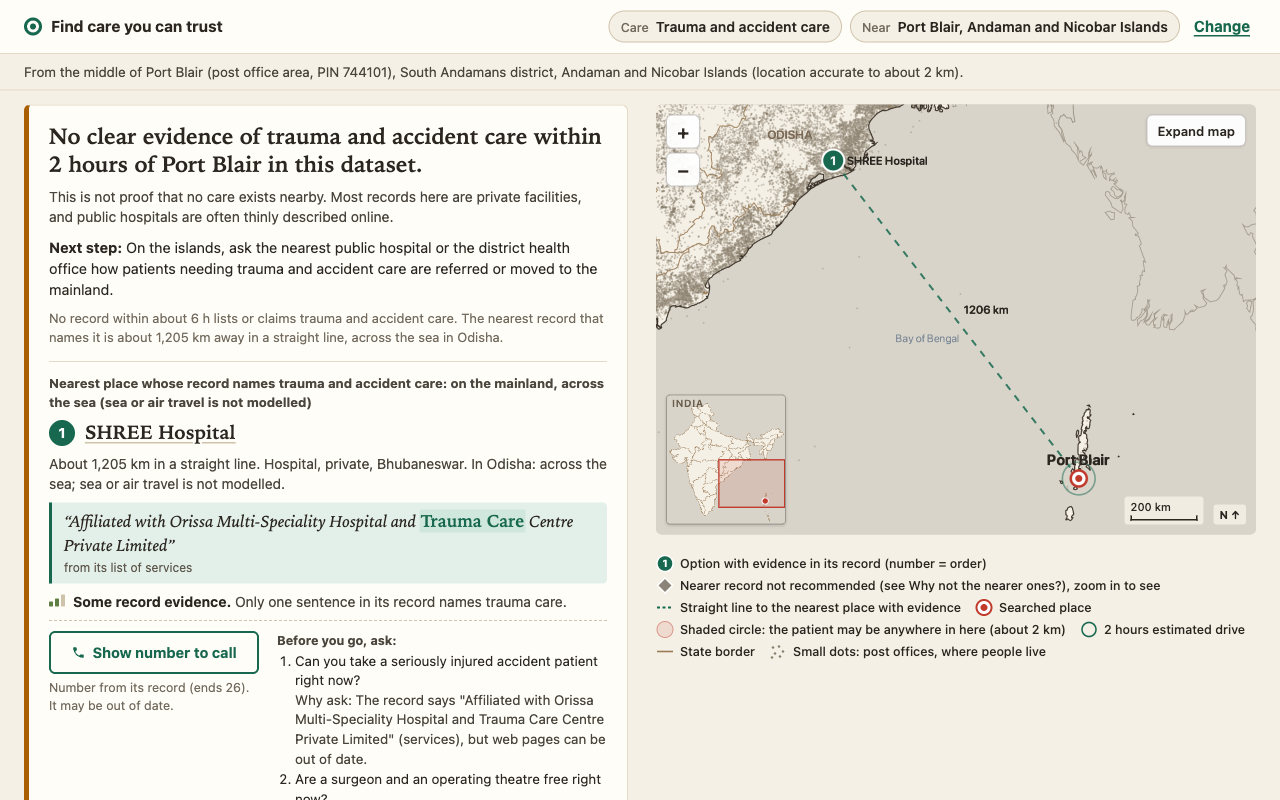 Find care you can trust
Care Trauma and accident care
Near Port Blair, Andaman and Nicobar Islands
Change
From the middle of Port Blair (post office area, PIN 744101), South Andamans district, Andaman and Nicobar Islands (location accurate to about 2 km).
No clear evidence of trauma and accident care within
2 hours of Port Blair in this dataset.
This is not proof that no care exists nearby. Most records here are private facilities,
and public hospitals are often thinly described online.
Next step: On the islands, ask the nearest public hospital or the district health
office how patients needing trauma and accident care are referred or moved to the
mainland.
No record within about 6 h lists or claims trauma and accident care. The nearest record that
names it is about 1,205 km away in a straight line, across the sea in Odisha.
Nearest place whose record names trauma and accident care: on the mainland, across
the sea (sea or air travel is not modelled)
1 SHREE Hospital
About 1,205 km in a straight line. Hospital, private, Bhubaneswar. In Odisha: across the
sea; sea or air travel is not modelled.
“Affiliated with Orissa Multi-Speciality Hospital and Trauma Care Centre
Private Limited”
from its list of services
Some record evidence. Only one sentence in its record names trauma care.
Show number to call
Number from its record (ends 26).
It may be out of date.
Before you go, ask:
1. Can you take a seriously injured accident patient
right now?
Why ask: The record says "Affiliated with Orissa
Multi-Speciality Hospital and Trauma Care Centre
Private Limited" (services), but web pages can be
out of date.
2. Are a surgeon and an operating theatre free right
now?
+
−
Expand map
ODISHA
1 SHREE Hospital
1206 km
Bay of Bengal
INDIA
Port Blair
200 km
N ↑
1 Option with evidence in its record (number = order)
Nearer record not recommended (see Why not the nearer ones?), zoom in to see
Straight line to the nearest place with evidence
Searched place
Shaded circle: the patient may be anywhere in here (about 2 km)
2 hours estimated drive
State border
Small dots: post offices, where people live